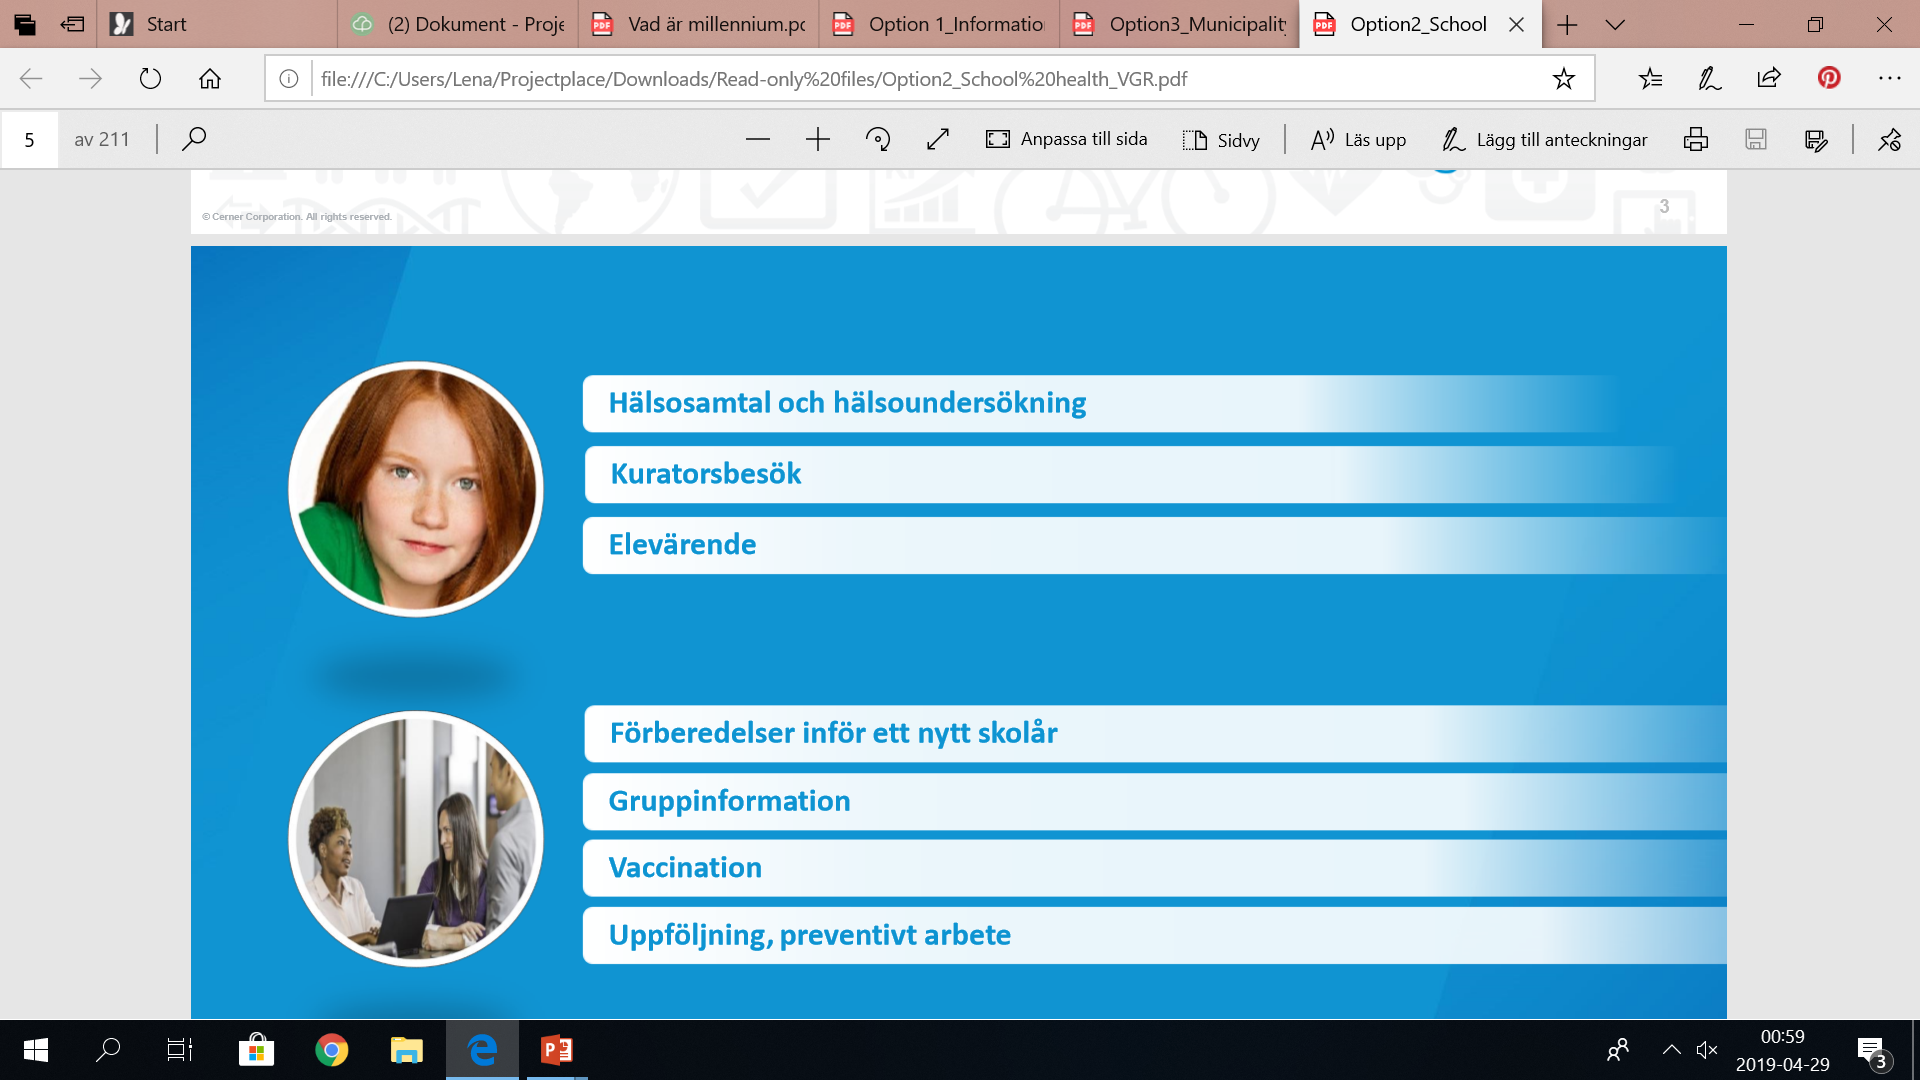 Start
(2) Dokument - Proje
Vad är millennium.pc
Option 1_Informatio
Option3_Municipality
Option2_School
file:///C:/Users/Lena/Projectplace/Downloads/Read-only%20files/Option2_School%20health_VGR.pdf
5 av 211
Anpassa till sida
Sidvy
Läs upp
Lägg till anteckningar
© Cerner Corporation. All rights reserved.
3
Hälsosamtal och hälsoundersökning
Kuratorsbesök
Elevärende
Förberedelser inför ett nytt skolår
Gruppinformation
Vaccination
Uppföljning, preventivt arbete
00:59
2019-04-29
3